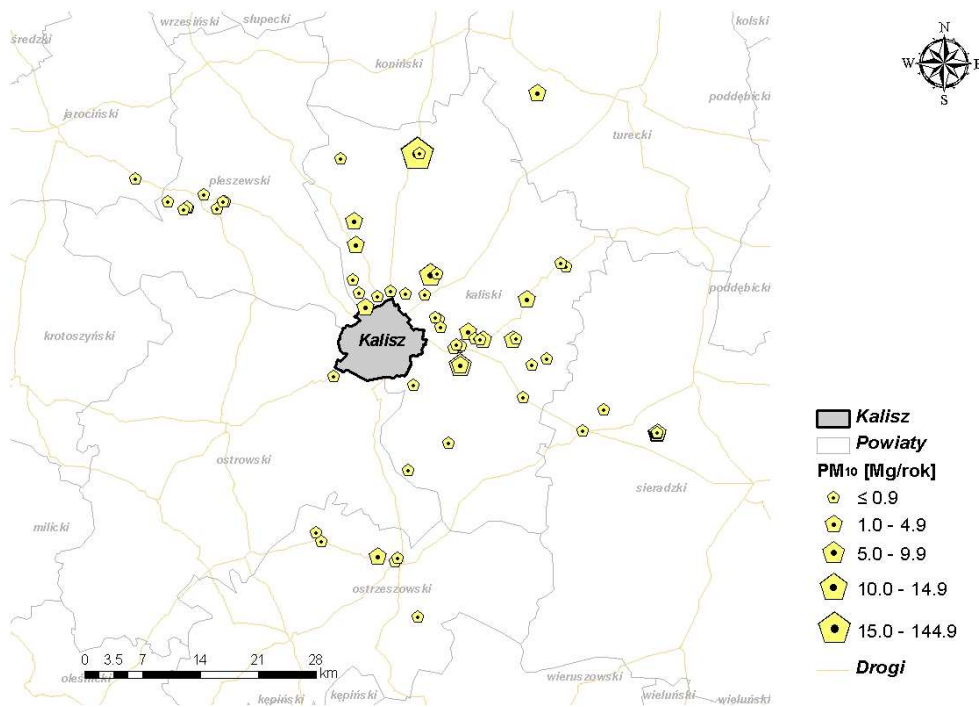 wrzesiński
słupecki
kolski
średzki
koniński
N
W
E
S
jarociński
poddębicki
turecki
pleszewski
kaliski
poddębicki
krotoszyński
Kalisz
Kalisz
Powiaty
PM10 [Mg/rok]
≤ 0.9
1.0 - 4.9
5.0 - 9.9
10.0 - 14.9
15.0 - 144.9
Drogi
ostrowski
sieradzki
milicki
ostrzeszowski
0 3.5 7 14 21 28
km
oleśnicki
kępiński
kępiński
wieruszowski
wieluński
wieluński